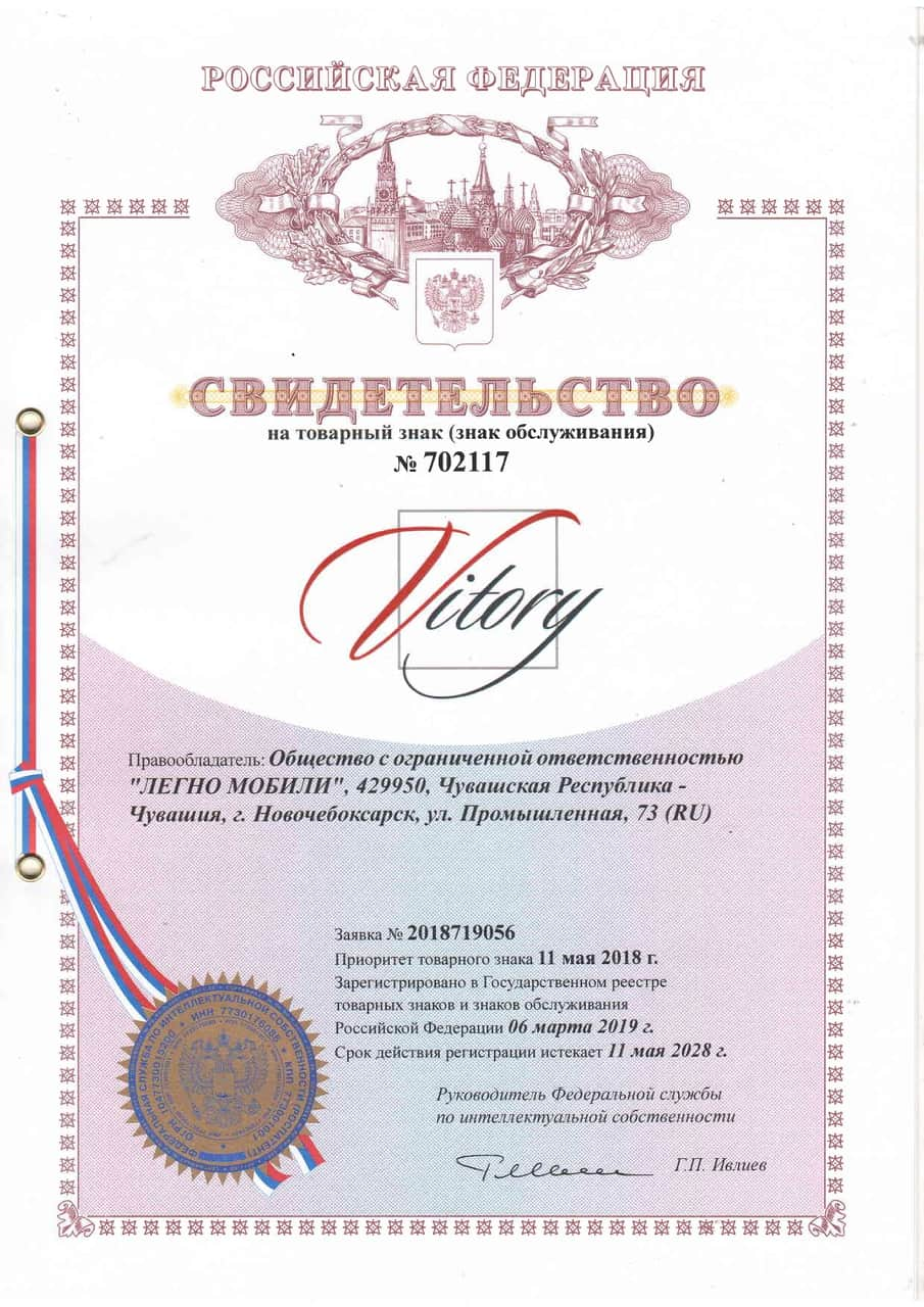 РОССИЙСКАЯ ФЕДЕРАЦИЯ
СВИДЕТЕЛЬСТВО
на товарный знак (знак обслуживания)
№ 702117
Vitory
Правообладатель: Общество с ограниченной ответственностью
"ЛЕГНО МОБИЛИ", 429950, Чувашская Республика -
Чувашия, г. Новочебоксарск, ул. Промышленная, 73 (RU)
Заявка № 2018719056
Приоритет товарного знака 11 мая 2018 г.
Зарегистрировано в Государственном реестре
товарных знаков и знаков обслуживания
Российской Федерации 06 марта 2019 г.
Срок действия регистрации истекает 11 мая 2028 г.
Руководитель Федеральной службы
по интеллектуальной собственности
Г.П. Ивлиев
ФЕДЕРАЛЬНАЯ СЛУЖБА ПО ИНТЕЛЛЕКТУАЛЬНОЙ СОБСТВЕННОСТИ (РОСПАТЕНТ)
ОГРН 1047730015200 * ИНН 7730176088 * КПП 773001001